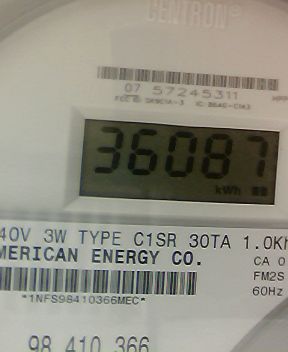 CENTRON®
07 57245311
36087
kWh
40V 3W TYPE C1SR 30TA 1.0Kh
MERICAN ENERGY CO.
CA 0
FM2S
60Hz
*1NFS98410366MEC*
98 410 366